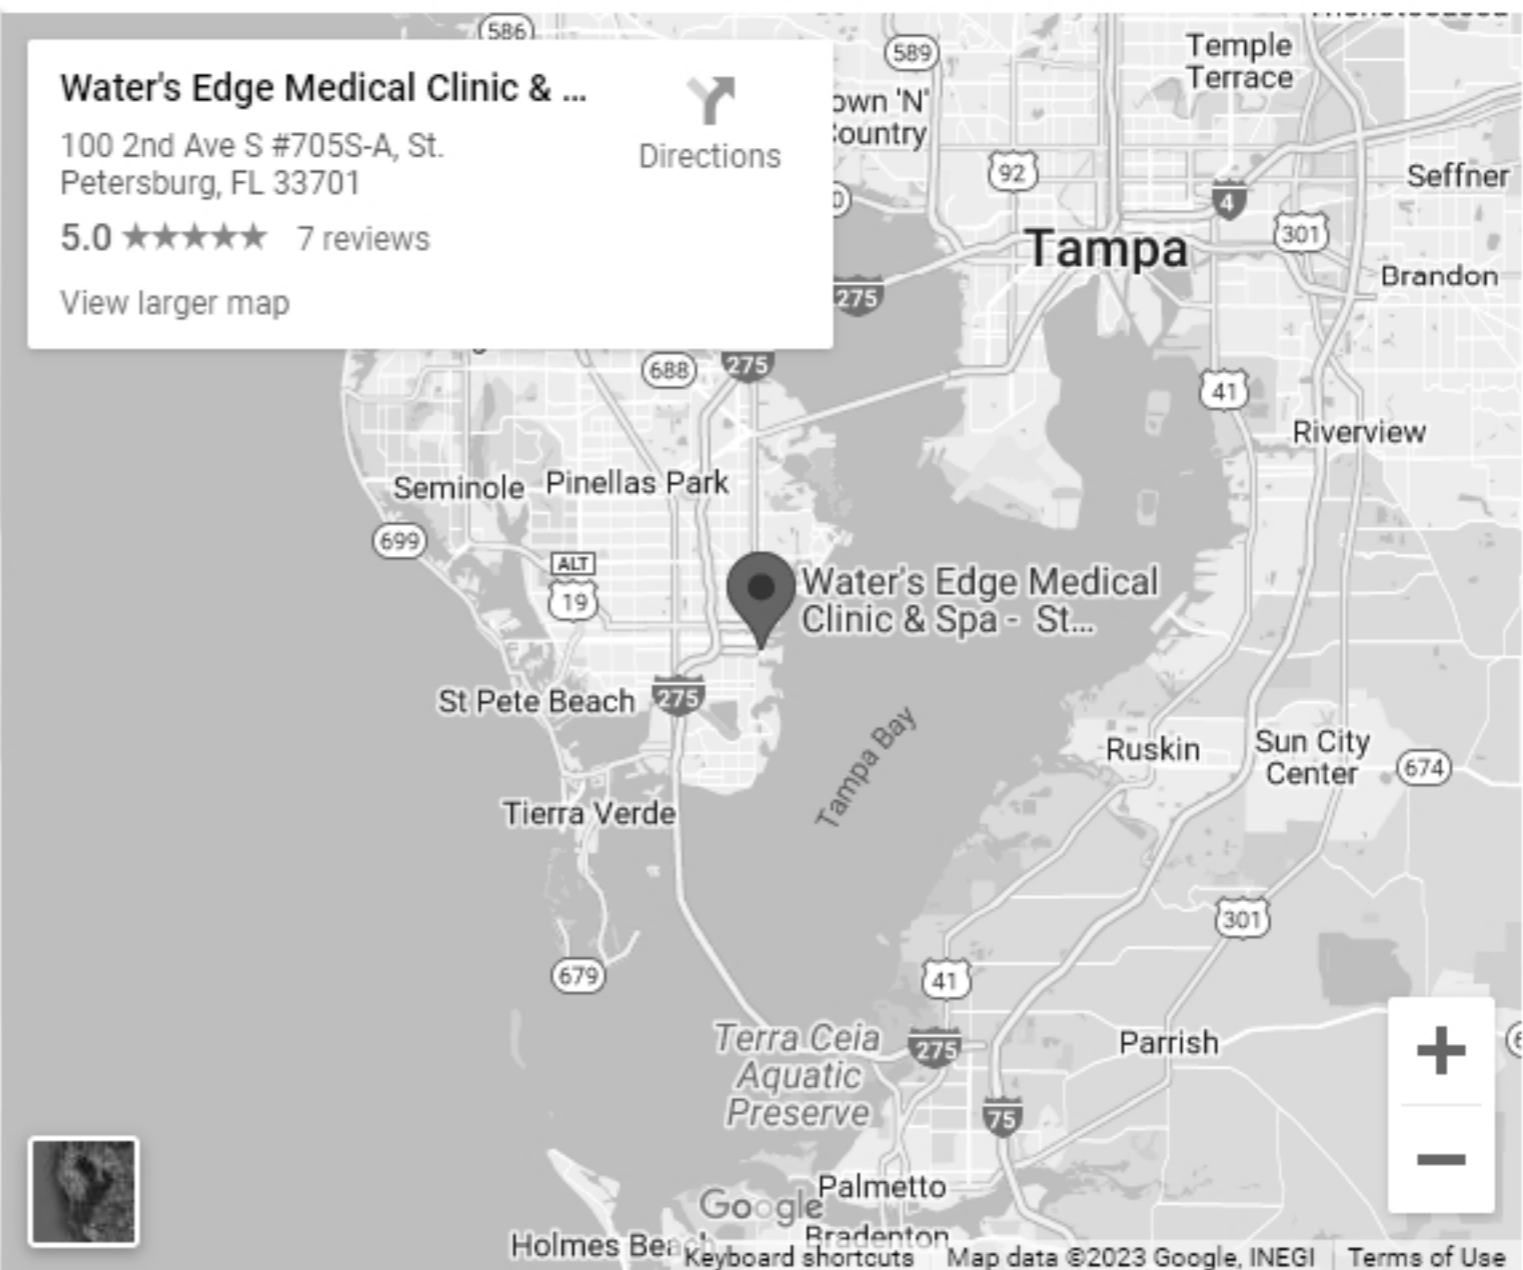 586
589
Temple
Terrace
Water's Edge Medical Clinic & ...
100 2nd Ave S #705S-A, St.
Petersburg, FL 33701
5.0 ★★★★★ 7 reviews
View larger map
Directions
own 'N'
ountry
92
4
Seffner
301
Tampa
Brandon
275
688
275
41
Riverview
Seminole
Pinellas Park
699
ALT
19
Water's Edge Medical
Clinic & Spa - St...
St Pete Beach
275
Tampa Bay
Ruskin
Sun City
Center
674
Tierra Verde
301
679
41
Terra Ceia
Aquatic
Preserve
275
Parrish
75
+
−
Palmetto
Google
Bradenton
Holmes Beach
Keyboard shortcuts
Map data ©2023 Google, INEGI
Terms of Use